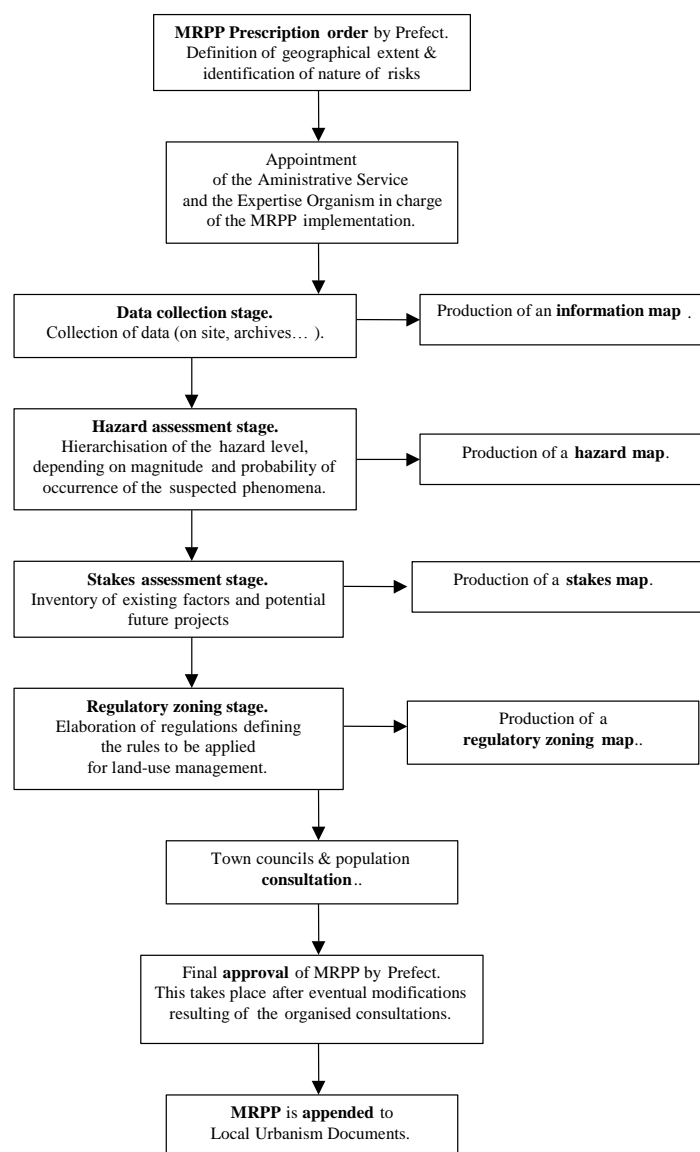 MRPP Prescription order by Prefect.
Definition of geographical extent &
identification of nature of risks
Appointment
of the Aministrative Service
and the Expertise Organism in charge
of the MRPP implementation.
Data collection stage.
Collection of data (on site, archives… ).
Production of an information map .
Hazard assessment stage.
Hierarchisation of the hazard level,
depending on magnitude and probability of
occurrence of the suspected phenomena.
Production of a hazard map.
Stakes assessment stage.
Inventory of existing factors and potential
future projects
Production of a stakes map.
Regulatory zoning stage.
Elaboration of regulations defining
the rules to be applied
for land-use management.
Production of a
regulatory zoning map..
Town councils & population
consultation..
Final approval of MRPP by Prefect.
This takes place after eventual modifications
resulting of the organised consultations.
MRPP is appended to
Local Urbanism Documents.